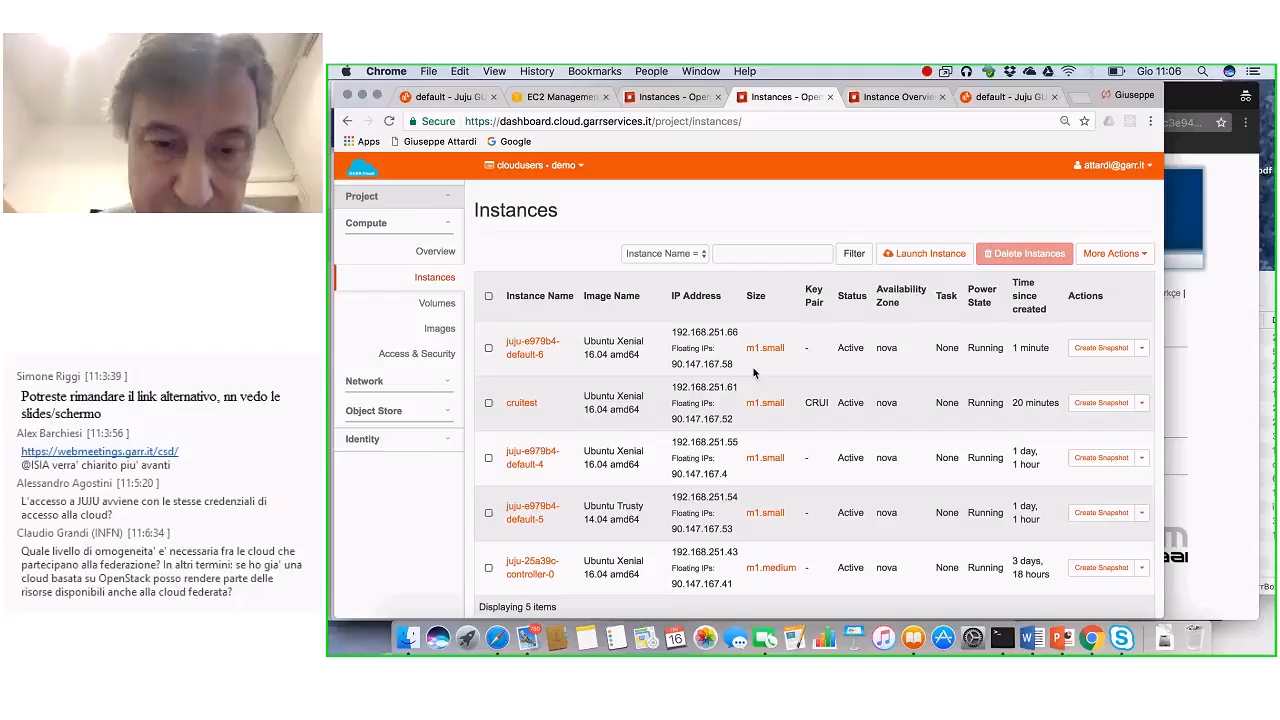 Chrome File Edit View History Bookmarks People Window Help Gio 11:06
default - Juju GU EC2 Management Instances - Open Instances - Open Instance Overview default - Juju GU Giuseppe
Secure https://dashboard.cloud.garrservices.it/project/instances/
c3e94...
Apps Giuseppe Attardi Google
GARR-Cloud cloudusers - demo attardi@garr.it
pdf
Project
Compute
Overview
Instances
Volumes
Images
Access & Security
Network
Object Store
Identity
Instances
Instance Name = Filter Launch Instance Delete Instances More Actions
Instance Name Image Name IP Address Size Key Pair Status Availability Zone Task Power State Time since created Actions
juju-e979b4-default-6 Ubuntu Xenial 16.04 amd64 192.168.251.66 Floating IPs: 90.147.167.58 m1.small - Active nova None Running 1 minute Create Snapshot
cruitest Ubuntu Xenial 16.04 amd64 192.168.251.61 Floating IPs: 90.147.167.52 m1.small CRUI Active nova None Running 20 minutes Create Snapshot
juju-e979b4-default-4 Ubuntu Xenial 16.04 amd64 192.168.251.55 Floating IPs: 90.147.167.4 m1.small - Active nova None Running 1 day, 1 hour Create Snapshot
juju-e979b4-default-5 Ubuntu Trusty 14.04 amd64 192.168.251.54 Floating IPs: 90.147.167.53 m1.small - Active nova None Running 1 day, 1 hour Create Snapshot
juju-25a39c-controller-0 Ubuntu Xenial 16.04 amd64 192.168.251.43 Floating IPs: 90.147.167.41 m1.medium - Active nova None Running 3 days, 18 hours Create Snapshot
Displaying 5 items
Simone Riggi [11:3:39 ]
Potreste rimandare il link alternativo, nn vedo le
slides/schermo
Alex Barchiesi [11:3:56 ]
https://webmeetings.garr.it/csd/
@ISIA verra' chiarito piu' avanti
Alessandro Agostini [11:5:20 ]
L'accesso a JUJU avviene con le stesse credenziali di
accesso alla cloud?
Claudio Grandi (INFN) [11:6:34 ]
Quale livello di omogeneita' e' necessaria fra le cloud che
partecipano alla federazione? In altri termini: se ho gia' una
cloud basata su OpenStack posso rendere parte delle
risorse disponibili anche alla cloud federata?